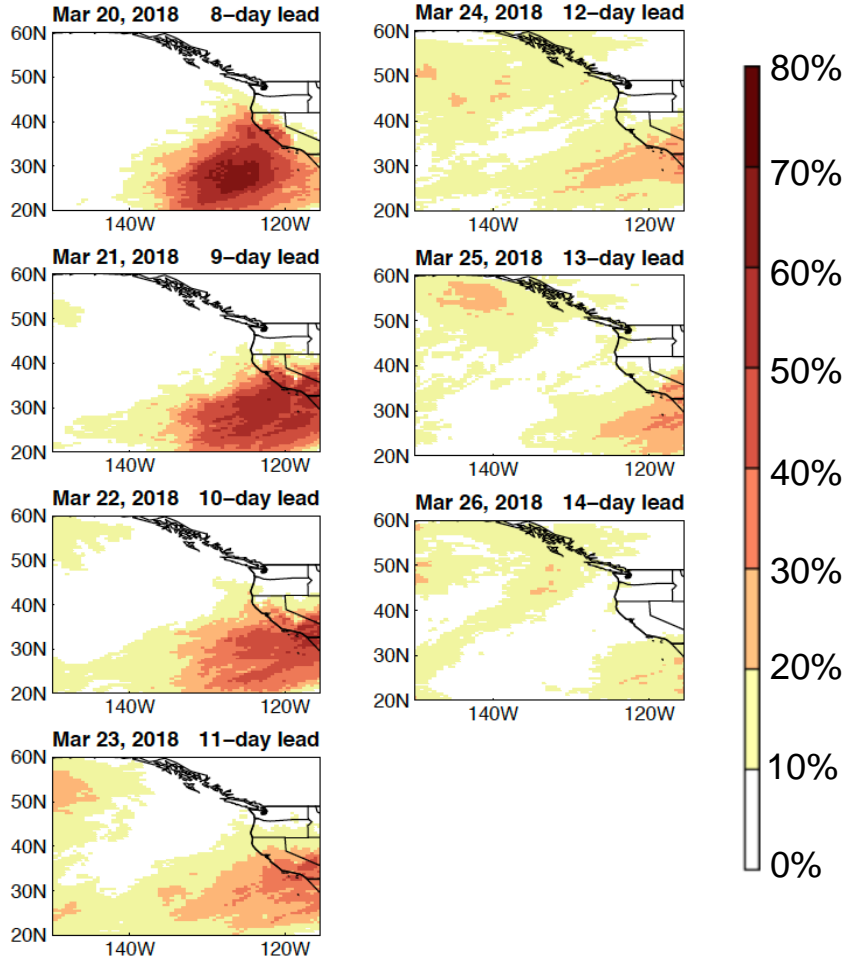 Mar 20, 2018 8−day lead
60N
50N
40N
30N
20N
140W 120W
Mar 21, 2018 9−day lead
60N
50N
40N
30N
20N
140W 120W
Mar 22, 2018 10−day lead
60N
50N
40N
30N
20N
140W 120W
Mar 23, 2018 11−day lead
60N
50N
40N
30N
20N
140W 120W
Mar 24, 2018 12−day lead
60N
50N
40N
30N
20N
140W 120W
Mar 25, 2018 13−day lead
60N
50N
40N
30N
20N
140W 120W
Mar 26, 2018 14−day lead
60N
50N
40N
30N
20N
140W 120W
80%
70%
60%
50%
40%
30%
20%
10%
0%